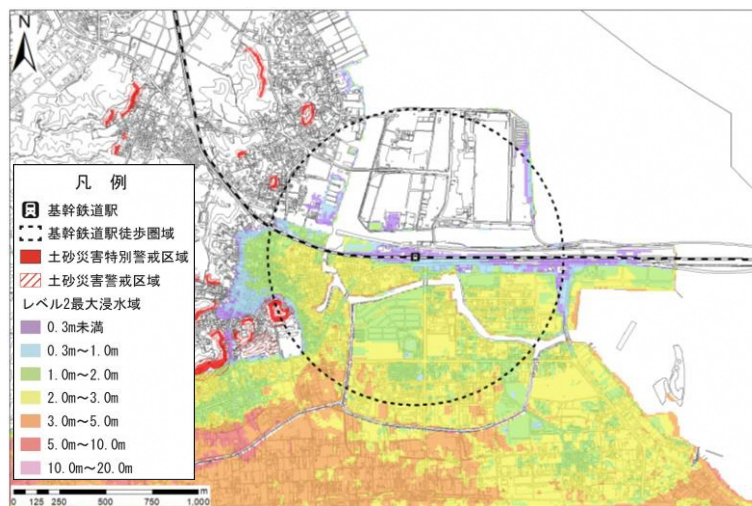 N
凡 例
基幹鉄道駅
基幹鉄道駅徒歩圏域
土砂災害特別警戒区域
土砂災害警戒区域
レベル2最大浸水域
0.3m未満
0.3m～1.0m
1.0m～2.0m
2.0m～3.0m
3.0m～5.0m
5.0m～10.0m
10.0m～20.0m
0 125 250 500 750 1,000 m